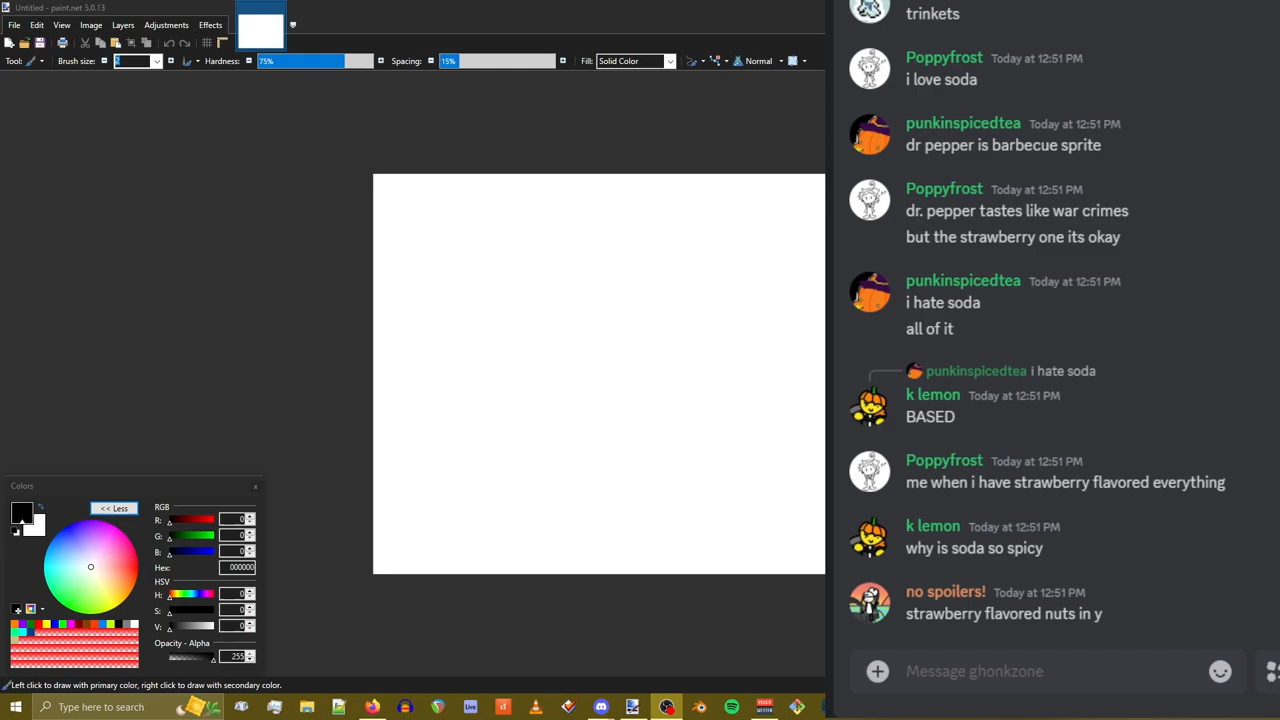 Untitled - paint.net 5.0.13
File Edit View Image Layers Adjustments Effects
Tool: Brush size: 2 Hardness: 75% Spacing: 15% Fill: Solid Color Normal
Colors
<< Less
RGB
R: 0
G: 0
B: 0
Hex: 000000
HSV
H: 0
S: 0
V: 0
Opacity - Alpha
255
Left click to draw with primary color, right click to draw with secondary color.
Type here to search
Live
VOICE
MEETER
trinkets
Poppyfrost Today at 12:51 PM
i love soda
punkinspicedtea Today at 12:51 PM
dr pepper is barbecue sprite
Poppyfrost Today at 12:51 PM
dr. pepper tastes like war crimes
but the strawberry one its okay
punkinspicedtea Today at 12:51 PM
i hate soda
all of it
punkinspicedtea i hate soda
k lemon Today at 12:51 PM
BASED
Poppyfrost Today at 12:51 PM
me when i have strawberry flavored everything
k lemon Today at 12:51 PM
why is soda so spicy
no spoilers! Today at 12:51 PM
strawberry flavored nuts in y
Message ghonkzone